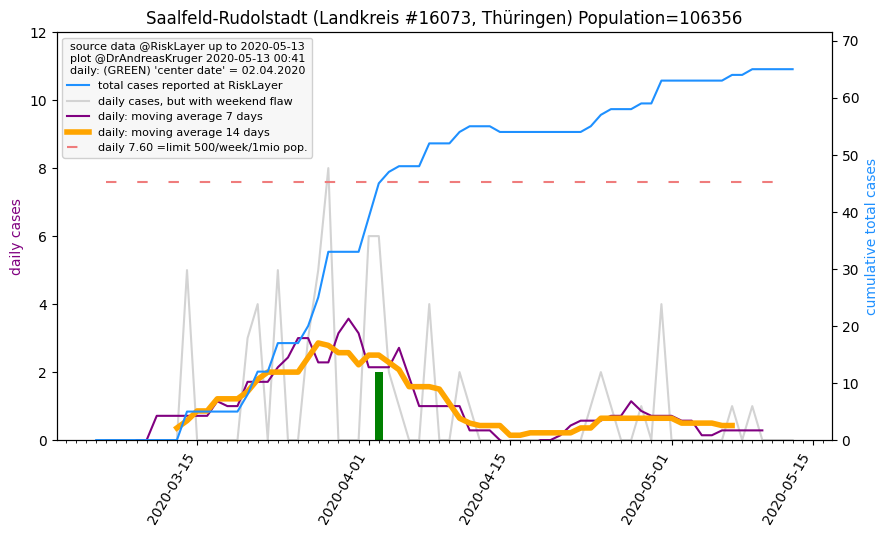 Saalfeld-Rudolstadt (Landkreis #16073, Thüringen) Population=106356
source data @RiskLayer up to 2020-05-13
plot @DrAndreasKruger 2020-05-13 00:41
daily: (GREEN) 'center date' = 02.04.2020
total cases reported at RiskLayer
daily cases, but with weekend flaw
daily: moving average 7 days
daily: moving average 14 days
daily 7.60 =limit 500/week/1mio pop.
daily cases
12
10
8
6
4
2
0
70
60
50
40
30
20
10
0
cumulative total cases
2020-03-15
2020-04-01
2020-04-15
2020-05-01
2020-05-15